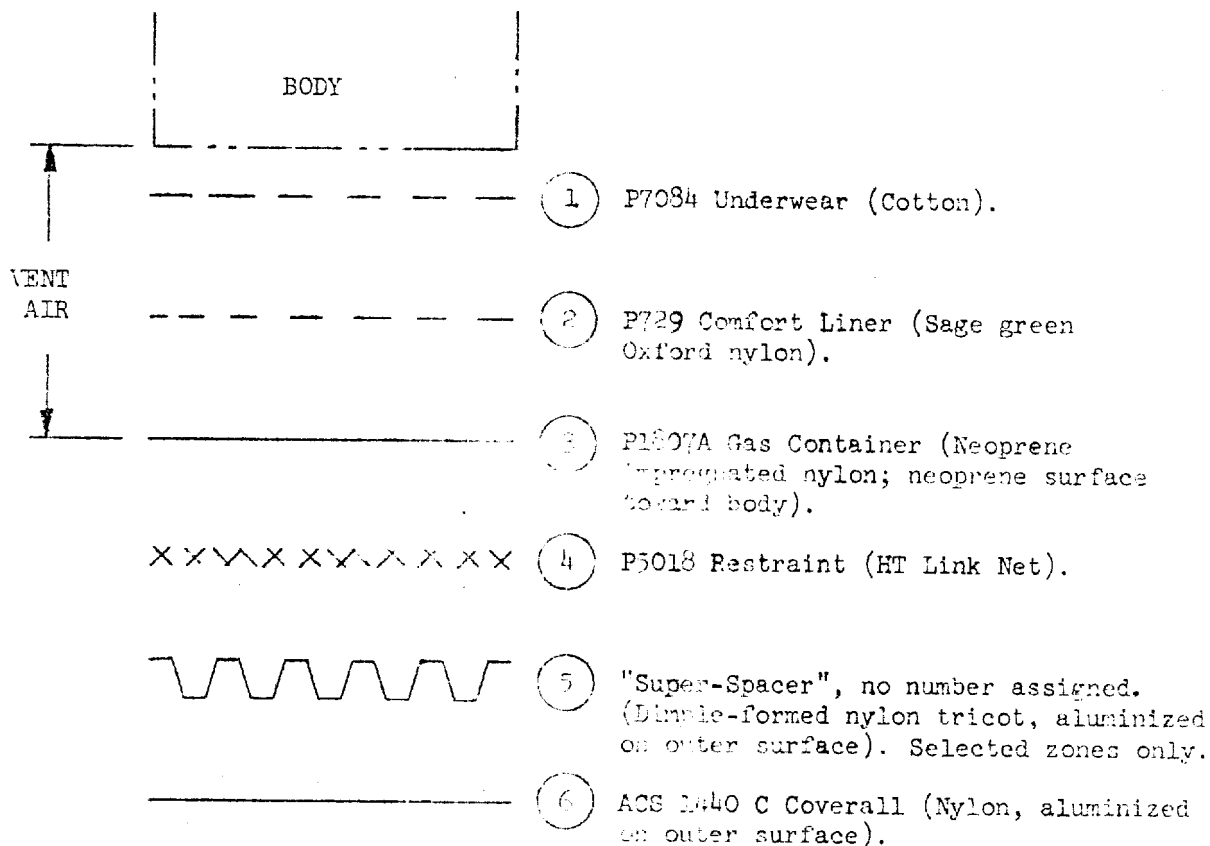 BODY
VENT
AIR
1 P7084 Underwear (Cotton).
2 P729 Comfort Liner (Sage green
Oxford nylon).
3 P1807A Gas Container (Neoprene
impregnated nylon; neoprene surface
toward body).
4 P5018 Restraint (HT Link Net).
5 "Super-Spacer", no number assigned.
(Dimple-formed nylon tricot, aluminized
on outer surface). Selected zones only.
6 ACS 1440 C Coverall (Nylon, aluminized
on outer surface).